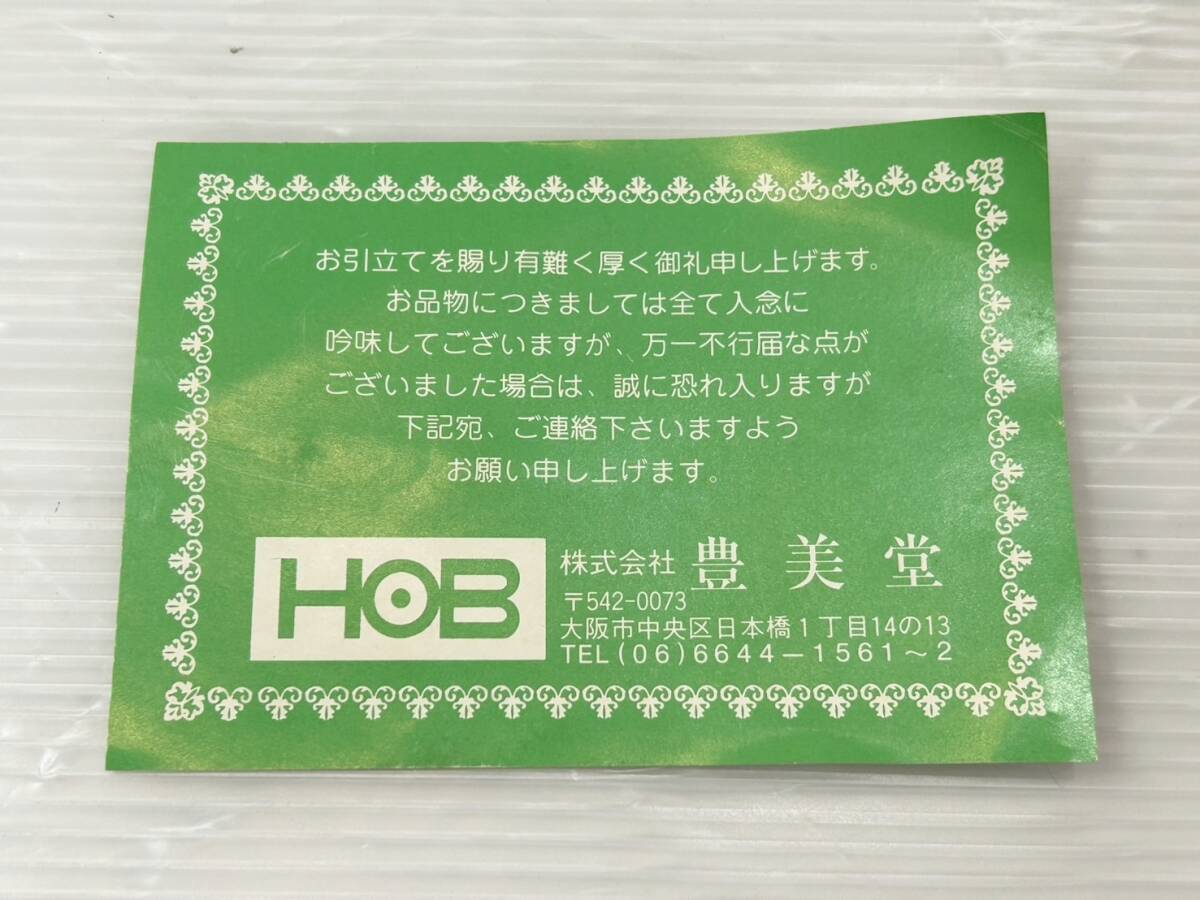 お引立てを賜り有難く厚く御礼申し上げます。
お品物につきましては全て入念に
吟味してございますが、万一不行届な点が
ございました場合は、誠に恐れ入りますが
下記宛、ご連絡下さいますよう
お願い申し上げます。
HOB
株式会社 豊美堂
〒542-0073
大阪市中央区日本橋1丁目14の13
TEL(06)6644-1561~2